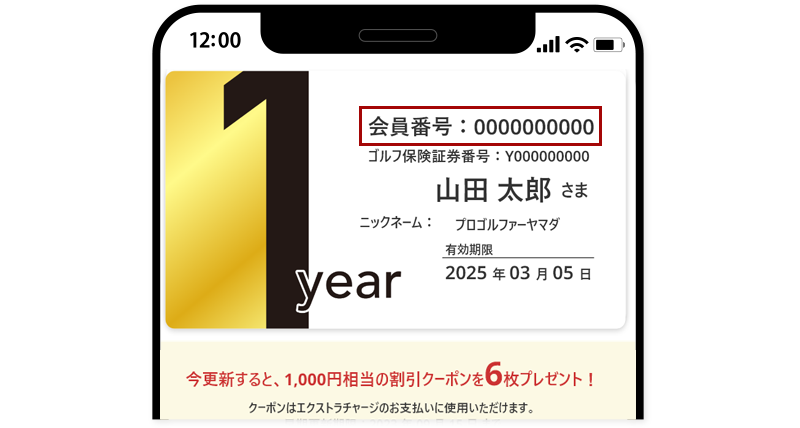 12:00
1
year
会員番号：0000000000
ゴルフ保険証券番号：Y000000000
山田 太郎 さま
ニックネーム： プロゴルファーヤマダ
有効期限
2025 年 03 月 05 日
今更新すると、1,000円相当の割引クーポンを6枚プレゼント！
クーポンはエクストラチャージのお支払いに使用いただけます。